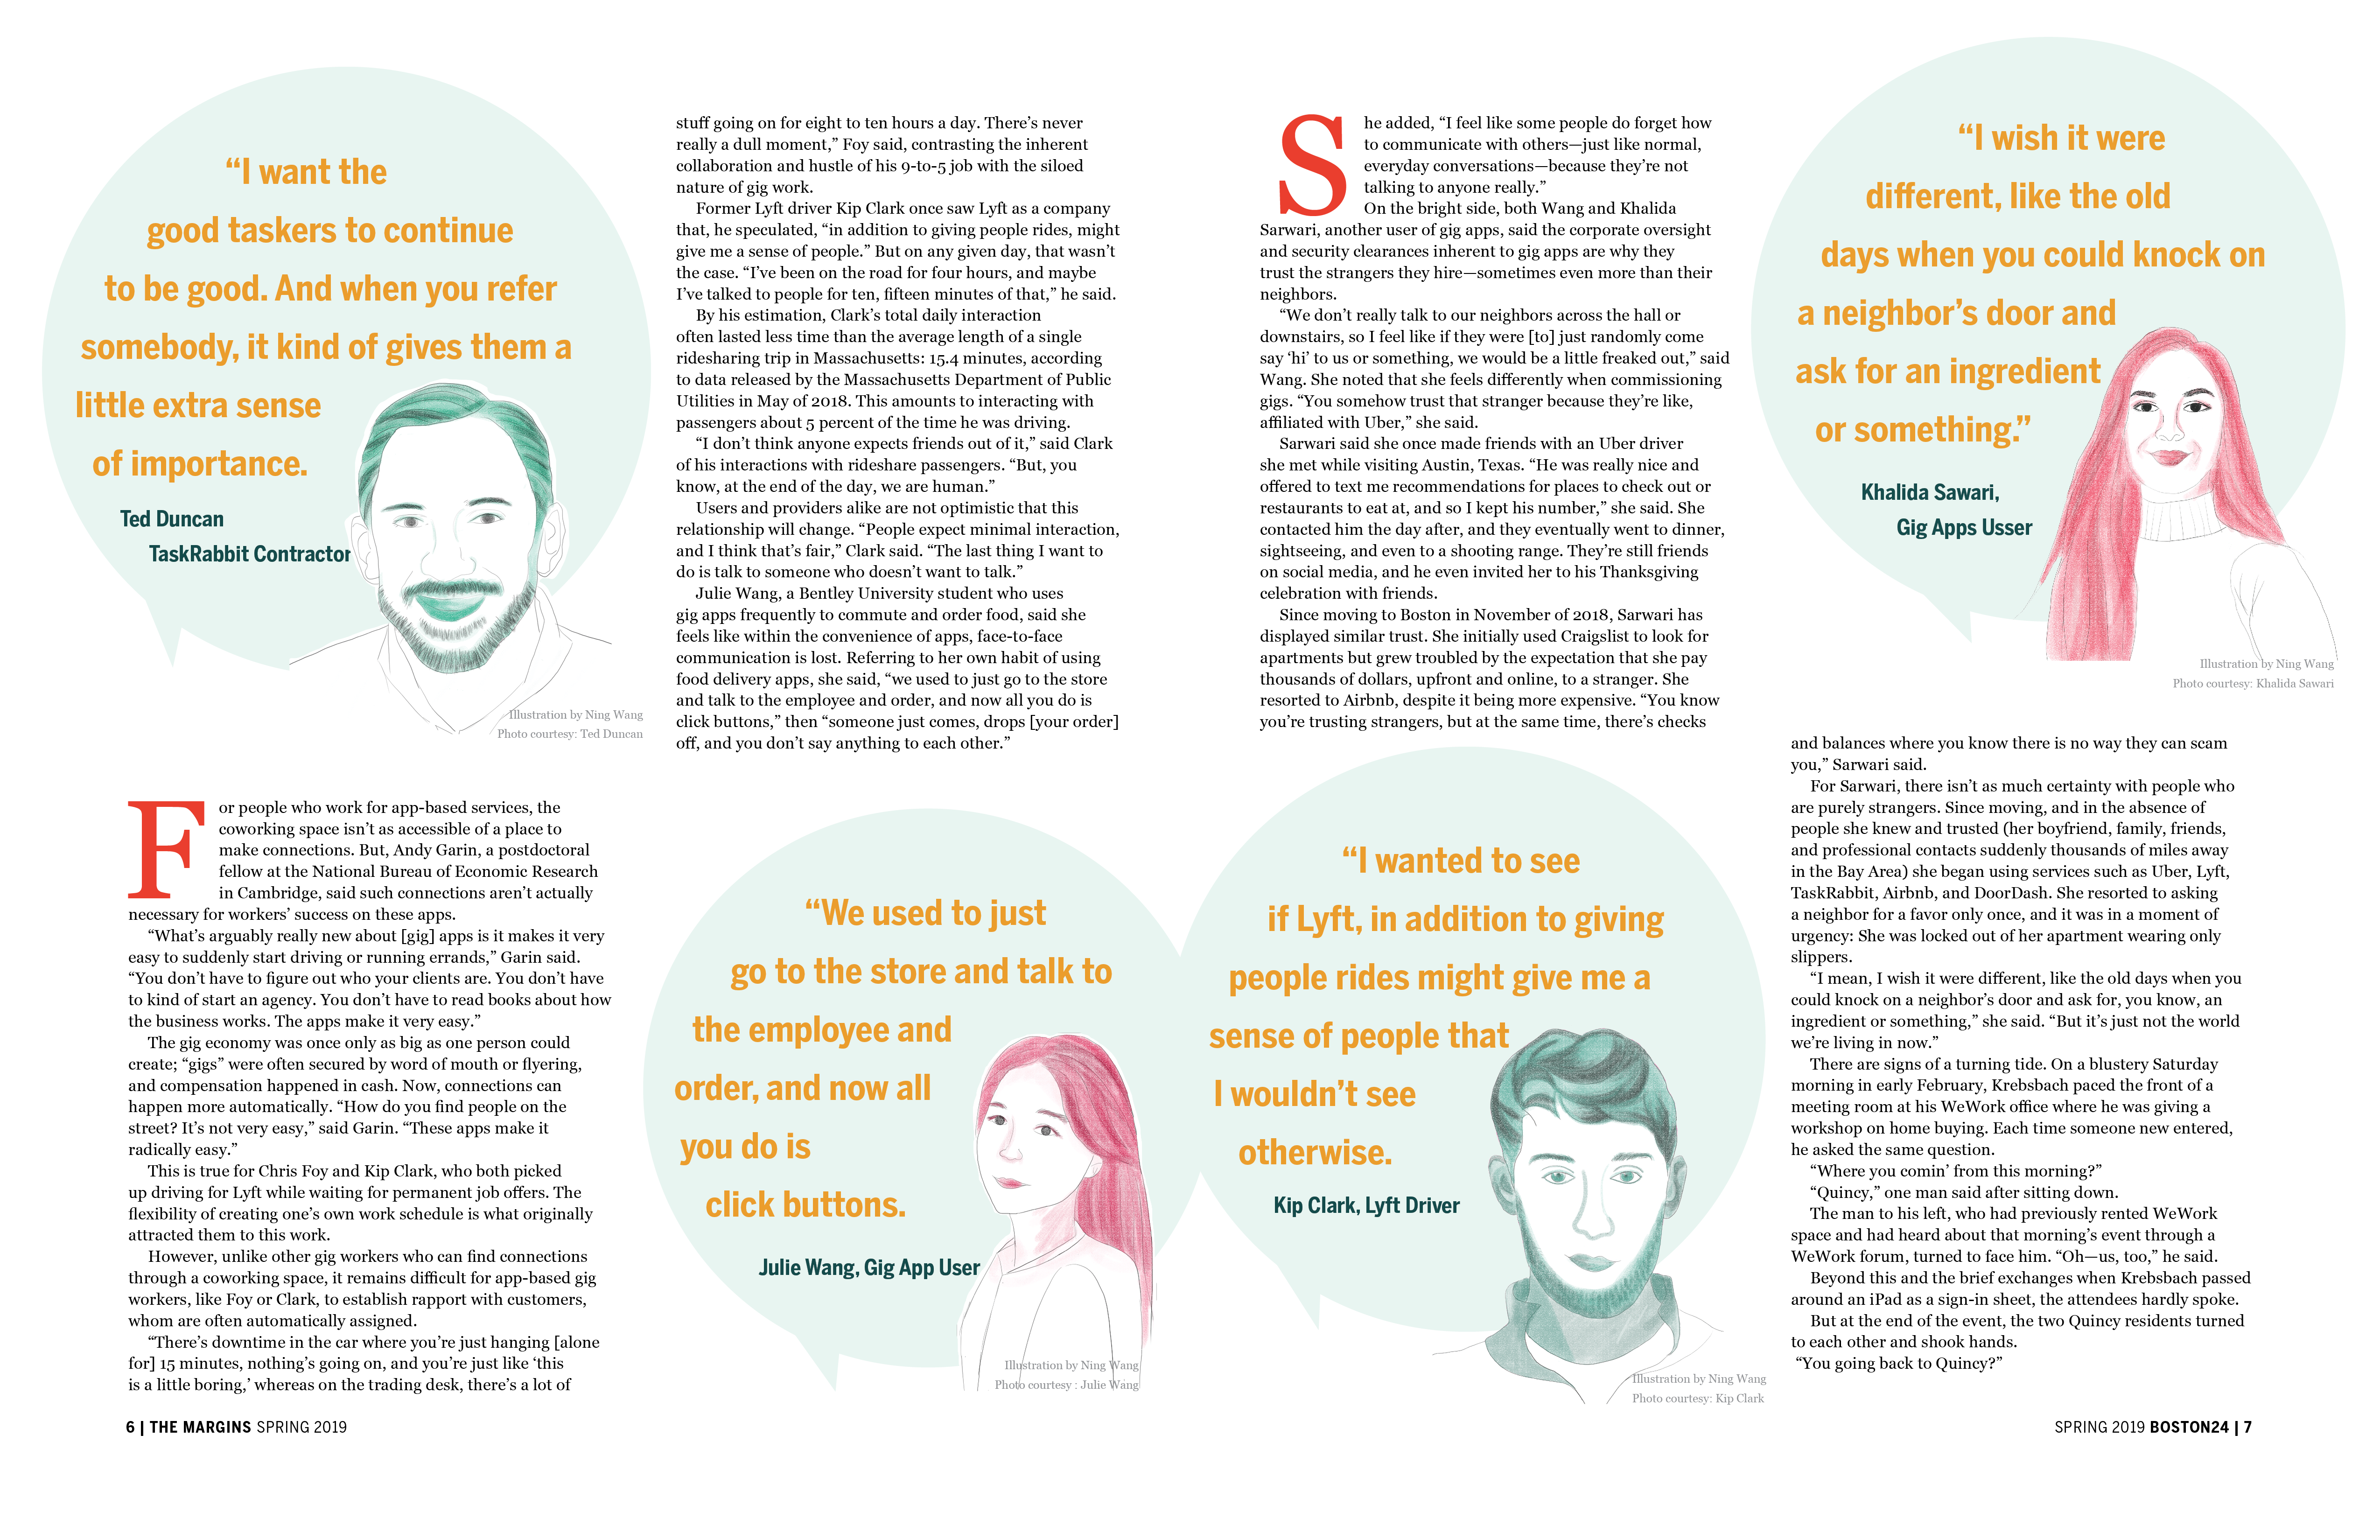 “I want the
good taskers to continue
to be good. And when you refer
somebody, it kind of gives them a
little extra sense
of importance.
Ted Duncan
TaskRabbit Contractor
Illustration by Ning Wang
Photo courtesy: Ted Duncan
For people who work for app-based services, the
coworking space isn’t as accessible of a place to
make connections. But, Andy Garin, a postdoctoral
fellow at the National Bureau of Economic Research
in Cambridge, said such connections aren’t actually
necessary for workers’ success on these apps.
“What’s arguably really new about [gig] apps is it makes it very
easy to suddenly start driving or running errands,” Garin said.
“You don’t have to figure out who your clients are. You don’t have
to kind of start an agency. You don’t have to read books about how
the business works. The apps make it very easy.”
The gig economy was once only as big as one person could
create; “gigs” were often secured by word of mouth or flyering,
and compensation happened in cash. Now, connections can
happen more automatically. “How do you find people on the
street? It’s not very easy,” said Garin. “These apps make it
radically easy.”
This is true for Chris Foy and Kip Clark, who both picked
up driving for Lyft while waiting for permanent job offers. The
flexibility of creating one’s own work schedule is what originally
attracted them to this work.
However, unlike other gig workers who can find connections
through a coworking space, it remains difficult for app-based gig
workers, like Foy or Clark, to establish rapport with customers,
whom are often automatically assigned.
“There’s downtime in the car where you’re just hanging [alone
for] 15 minutes, nothing’s going on, and you’re just like ‘this
is a little boring,’ whereas on the trading desk, there’s a lot of
stuff going on for eight to ten hours a day. There’s never
really a dull moment,” Foy said, contrasting the inherent
collaboration and hustle of his 9-to-5 job with the siloed
nature of gig work.
Former Lyft driver Kip Clark once saw Lyft as a company
that, he speculated, “in addition to giving people rides, might
give me a sense of people.” But on any given day, that wasn’t
the case. “I’ve been on the road for four hours, and maybe
I’ve talked to people for ten, fifteen minutes of that,” he said.
By his estimation, Clark’s total daily interaction
often lasted less time than the average length of a single
ridesharing trip in Massachusetts: 15.4 minutes, according
to data released by the Massachusetts Department of Public
Utilities in May of 2018. This amounts to interacting with
passengers about 5 percent of the time he was driving.
“I don’t think anyone expects friends out of it,” said Clark
of his interactions with rideshare passengers. “But, you
know, at the end of the day, we are human.”
Users and providers alike are not optimistic that this
relationship will change. “People expect minimal interaction,
and I think that’s fair,” Clark said. “The last thing I want to
do is talk to someone who doesn’t want to talk.”
Julie Wang, a Bentley University student who uses
gig apps frequently to commute and order food, said she
feels like within the convenience of apps, face-to-face
communication is lost. Referring to her own habit of using
food delivery apps, she said, “we used to just go to the store
and talk to the employee and order, and now all you do is
click buttons,” then “someone just comes, drops [your order]
off, and you don’t say anything to each other.”
“We used to just
go to the store and talk to
the employee and
order, and now all
you do is
click buttons.
Julie Wang, Gig App User
Illustration by Ning Wang
Photo courtesy : Julie Wang
6 | THE MARGINS SPRING 2019
She added, “I feel like some people do forget how
to communicate with others—just like normal,
everyday conversations—because they’re not
talking to anyone really.”
On the bright side, both Wang and Khalida
Sarwari, another user of gig apps, said the corporate oversight
and security clearances inherent to gig apps are why they
trust the strangers they hire—sometimes even more than their
neighbors.
“We don’t really talk to our neighbors across the hall or
downstairs, so I feel like if they were [to] just randomly come
say ‘hi’ to us or something, we would be a little freaked out,” said
Wang. She noted that she feels differently when commissioning
gigs. “You somehow trust that stranger because they’re like,
affiliated with Uber,” she said.
Sarwari said she once made friends with an Uber driver
she met while visiting Austin, Texas. “He was really nice and
offered to text me recommendations for places to check out or
restaurants to eat at, and so I kept his number,” she said. She
contacted him the day after, and they eventually went to dinner,
sightseeing, and even to a shooting range. They’re still friends
on social media, and he even invited her to his Thanksgiving
celebration with friends.
Since moving to Boston in November of 2018, Sarwari has
displayed similar trust. She initially used Craigslist to look for
apartments but grew troubled by the expectation that she pay
thousands of dollars, upfront and online, to a stranger. She
resorted to Airbnb, despite it being more expensive. “You know
you’re trusting strangers, but at the same time, there’s checks
“I wanted to see
if Lyft, in addition to giving
people rides might give me a
sense of people that
I wouldn’t see
otherwise.
Kip Clark, Lyft Driver
Illustration by Ning Wang
Photo courtesy: Kip Clark
“I wish it were
different, like the old
days when you could knock on
a neighbor’s door and
ask for an ingredient
or something.”
Khalida Sawari,
Gig Apps Usser
Illustration by Ning Wang
Photo courtesy: Khalida Sawari
and balances where you know there is no way they can scam
you,” Sarwari said.
For Sarwari, there isn’t as much certainty with people who
are purely strangers. Since moving, and in the absence of
people she knew and trusted (her boyfriend, family, friends,
and professional contacts suddenly thousands of miles away
in the Bay Area) she began using services such as Uber, Lyft,
TaskRabbit, Airbnb, and DoorDash. She resorted to asking
a neighbor for a favor only once, and it was in a moment of
urgency: She was locked out of her apartment wearing only
slippers.
“I mean, I wish it were different, like the old days when you
could knock on a neighbor’s door and ask for, you know, an
ingredient or something,” she said. “But it’s just not the world
we’re living in now.”
There are signs of a turning tide. On a blustery Saturday
morning in early February, Krebsbach paced the front of a
meeting room at his WeWork office where he was giving a
workshop on home buying. Each time someone new entered,
he asked the same question.
“Where you comin’ from this morning?”
“Quincy,” one man said after sitting down.
The man to his left, who had previously rented WeWork
space and had heard about that morning’s event through a
WeWork forum, turned to face him. “Oh—us, too,” he said.
Beyond this and the brief exchanges when Krebsbach passed
around an iPad as a sign-in sheet, the attendees hardly spoke.
But at the end of the event, the two Quincy residents turned
to each other and shook hands.
“You going back to Quincy?”
SPRING 2019 BOSTON24 | 7